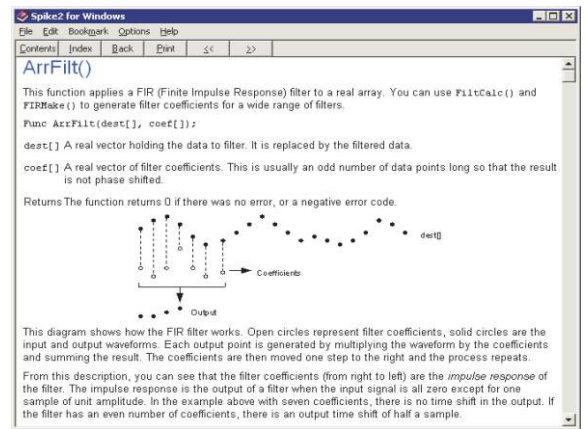 Spike2 for Windows
File Edit Bookmark Options Help
Contents Index Back Print << >>
ArrFilt()
This function applies a FIR (Finite Impulse Response) filter to a real array. You can use FiltCalc() and
FIRMake() to generate filter coefficients for a wide range of filters.
Func ArrFilt(dest[], coef[]);
dest[] A real vector holding the data to filter. It is replaced by the filtered data.
coef[] A real vector of filter coefficients. This is usually an odd number of data points long so that the result
is not phase shifted.
Returns The function returns 0 if there was no error, or a negative error code.
dest[]
Coefficients
Output
This diagram shows how the FIR filter works. Open circles represent filter coefficients, solid circles are the
input and output waveforms. Each output point is generated by multiplying the waveform by the coefficients
and summing the result. The coefficients are then moved one step to the right and the process repeats.
From this description, you can see that the filter coefficients (from right to left) are the impulse response of
the filter. The impulse response is the output of a filter when the input signal is all zero except for one
sample of unit amplitude. In the example above with seven coefficients, there is no time shift in the output. If
the filter has an even number of coefficients, there is an output time shift of half a sample.